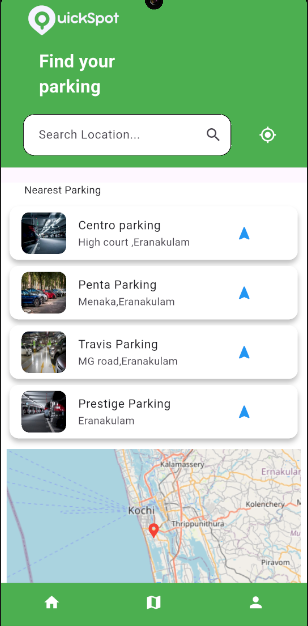 QuickSpot
Find your
parking
Search Location...
Nearest Parking
Centro parking
High court ,Eranakulam
Penta Parking
Menaka,Eranakulam
Travis Parking
MG road,Eranakulam
Prestige Parking
Eranakulam
Kalamassery
Ernakulam
Kochi
Kolenchery
Thrippunithura
Piravom